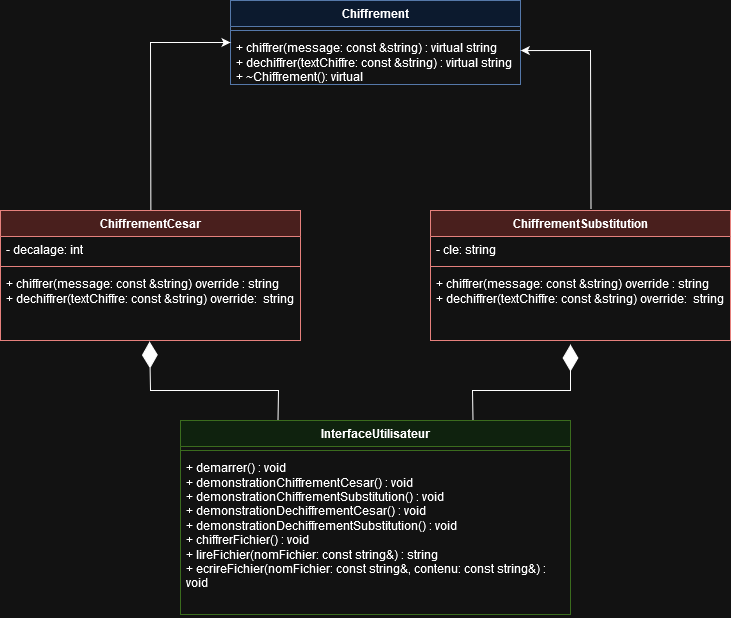 Chiffrement
+ chiffrer(message: const &string) : virtual string
+ dechiffrer(textChiffre: const &string) : virtual string
+ ~Chiffrement(): virtual
ChiffrementCesar
- decalage: int
+ chiffrer(message: const &string) override : string
+ dechiffrer(textChiffre: const &string) override: string
ChiffrementSubstitution
- cle: string
+ chiffrer(message: const &string) override : string
+ dechiffrer(textChiffre: const &string) override: string
InterfaceUtilisateur
+ demarrer() : void
+ demonstrationChiffrementCesar() : void
+ demonstrationChiffrementSubstitution() : void
+ demonstrationDechiffrementCesar() : void
+ demonstrationDechiffrementSubstitution() : void
+ chiffrerFichier() : void
+ lireFichier(nomFichier: const string&) : string
+ ecrireFichier(nomFichier: const string&, contenu: const string&) :
void